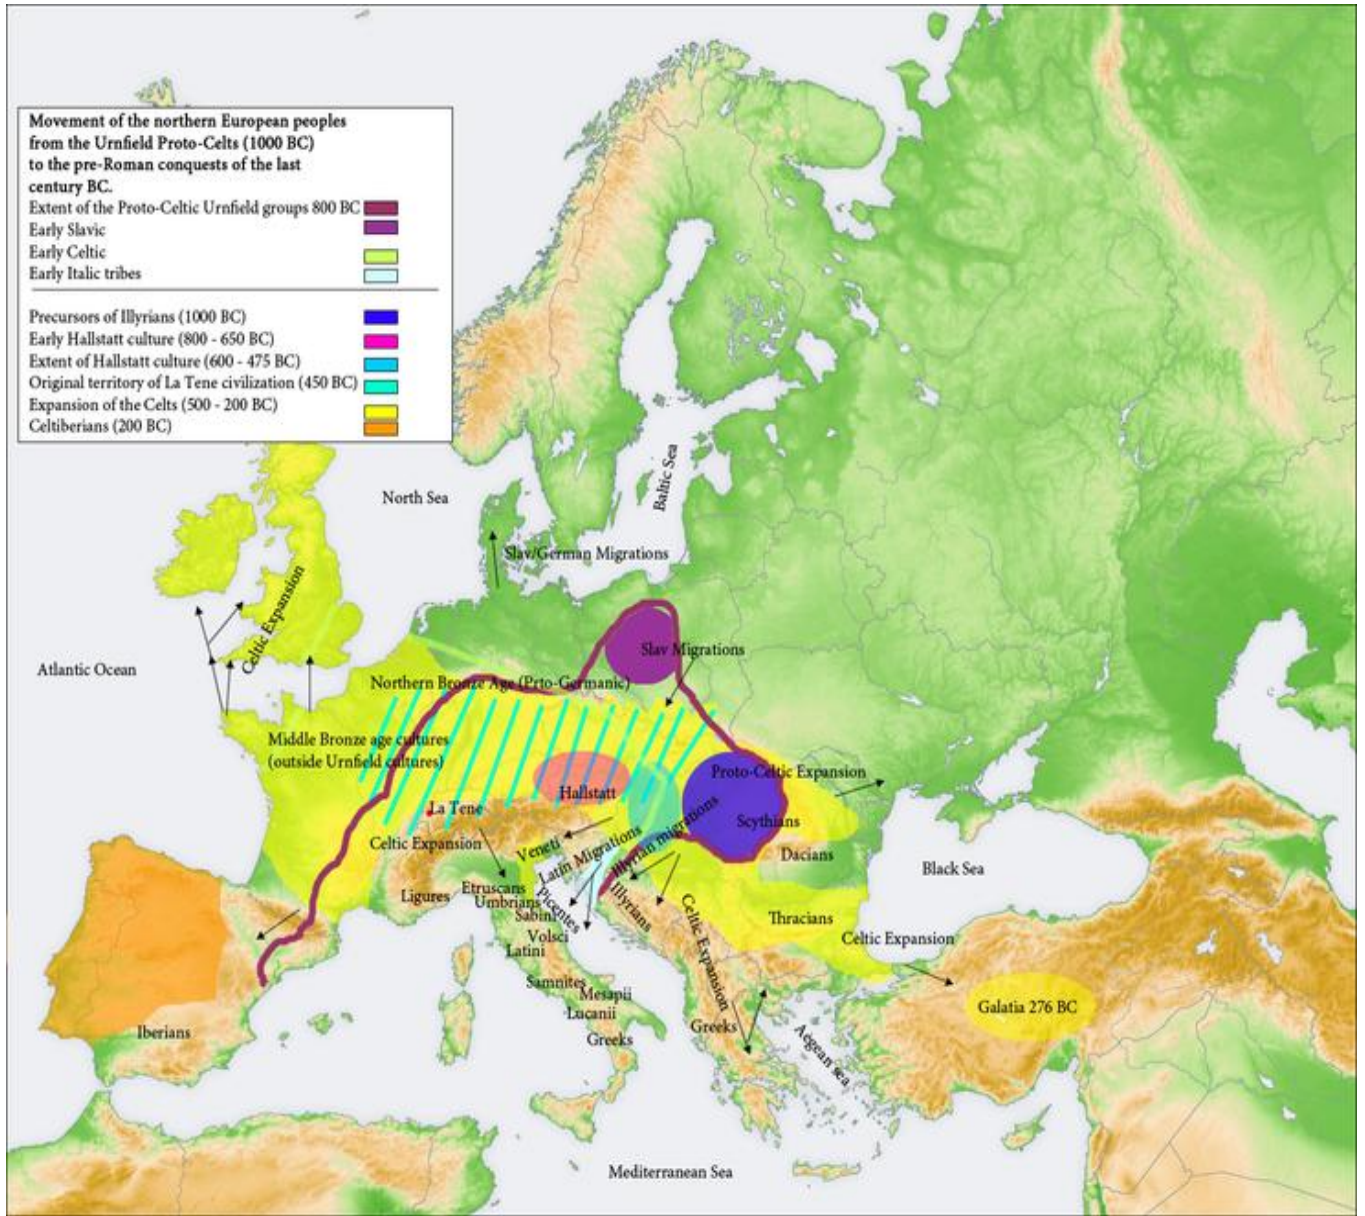 Movement of the northern European peoples
from the Urnfield Proto-Celts (1000 BC)
to the pre-Roman conquests of the last
century BC.
Extent of the Proto-Celtic Urnfield groups 800 BC
Early Slavic
Early Celtic
Early Italic tribes
Precursors of Illyrians (1000 BC)
Early Hallstatt culture (800 - 650 BC)
Extent of Hallstatt culture (600 - 475 BC)
Original territory of La Tene civilization (450 BC)
Expansion of the Celts (500 - 200 BC)
Celtiberians (200 BC)
North Sea
Baltic Sea
Slav/German Migrations
Celtic Expansion
Atlantic Ocean
Slav Migrations
Northern Bronze Age (Prto-Germanic)
Middle Bronze age cultures
(outside Urnfield cultures)
Proto-Celtic Expansion
Hallstatt
La Tene
Scythians
Celtic Expansion
Veneti
Latin Migrations
Illyrian migrations
Dacians
Black Sea
Ligures
Etruscans
Umbrians
Picentes
Illyrians
Sabini
Celtic Expansion
Thracians
Volsci
Latini
Celtic Expansion
Samnites
Mesapii
Lucanii
Galatia 276 BC
Iberians
Greeks
Greeks
Aegean sea
Mediterranean Sea